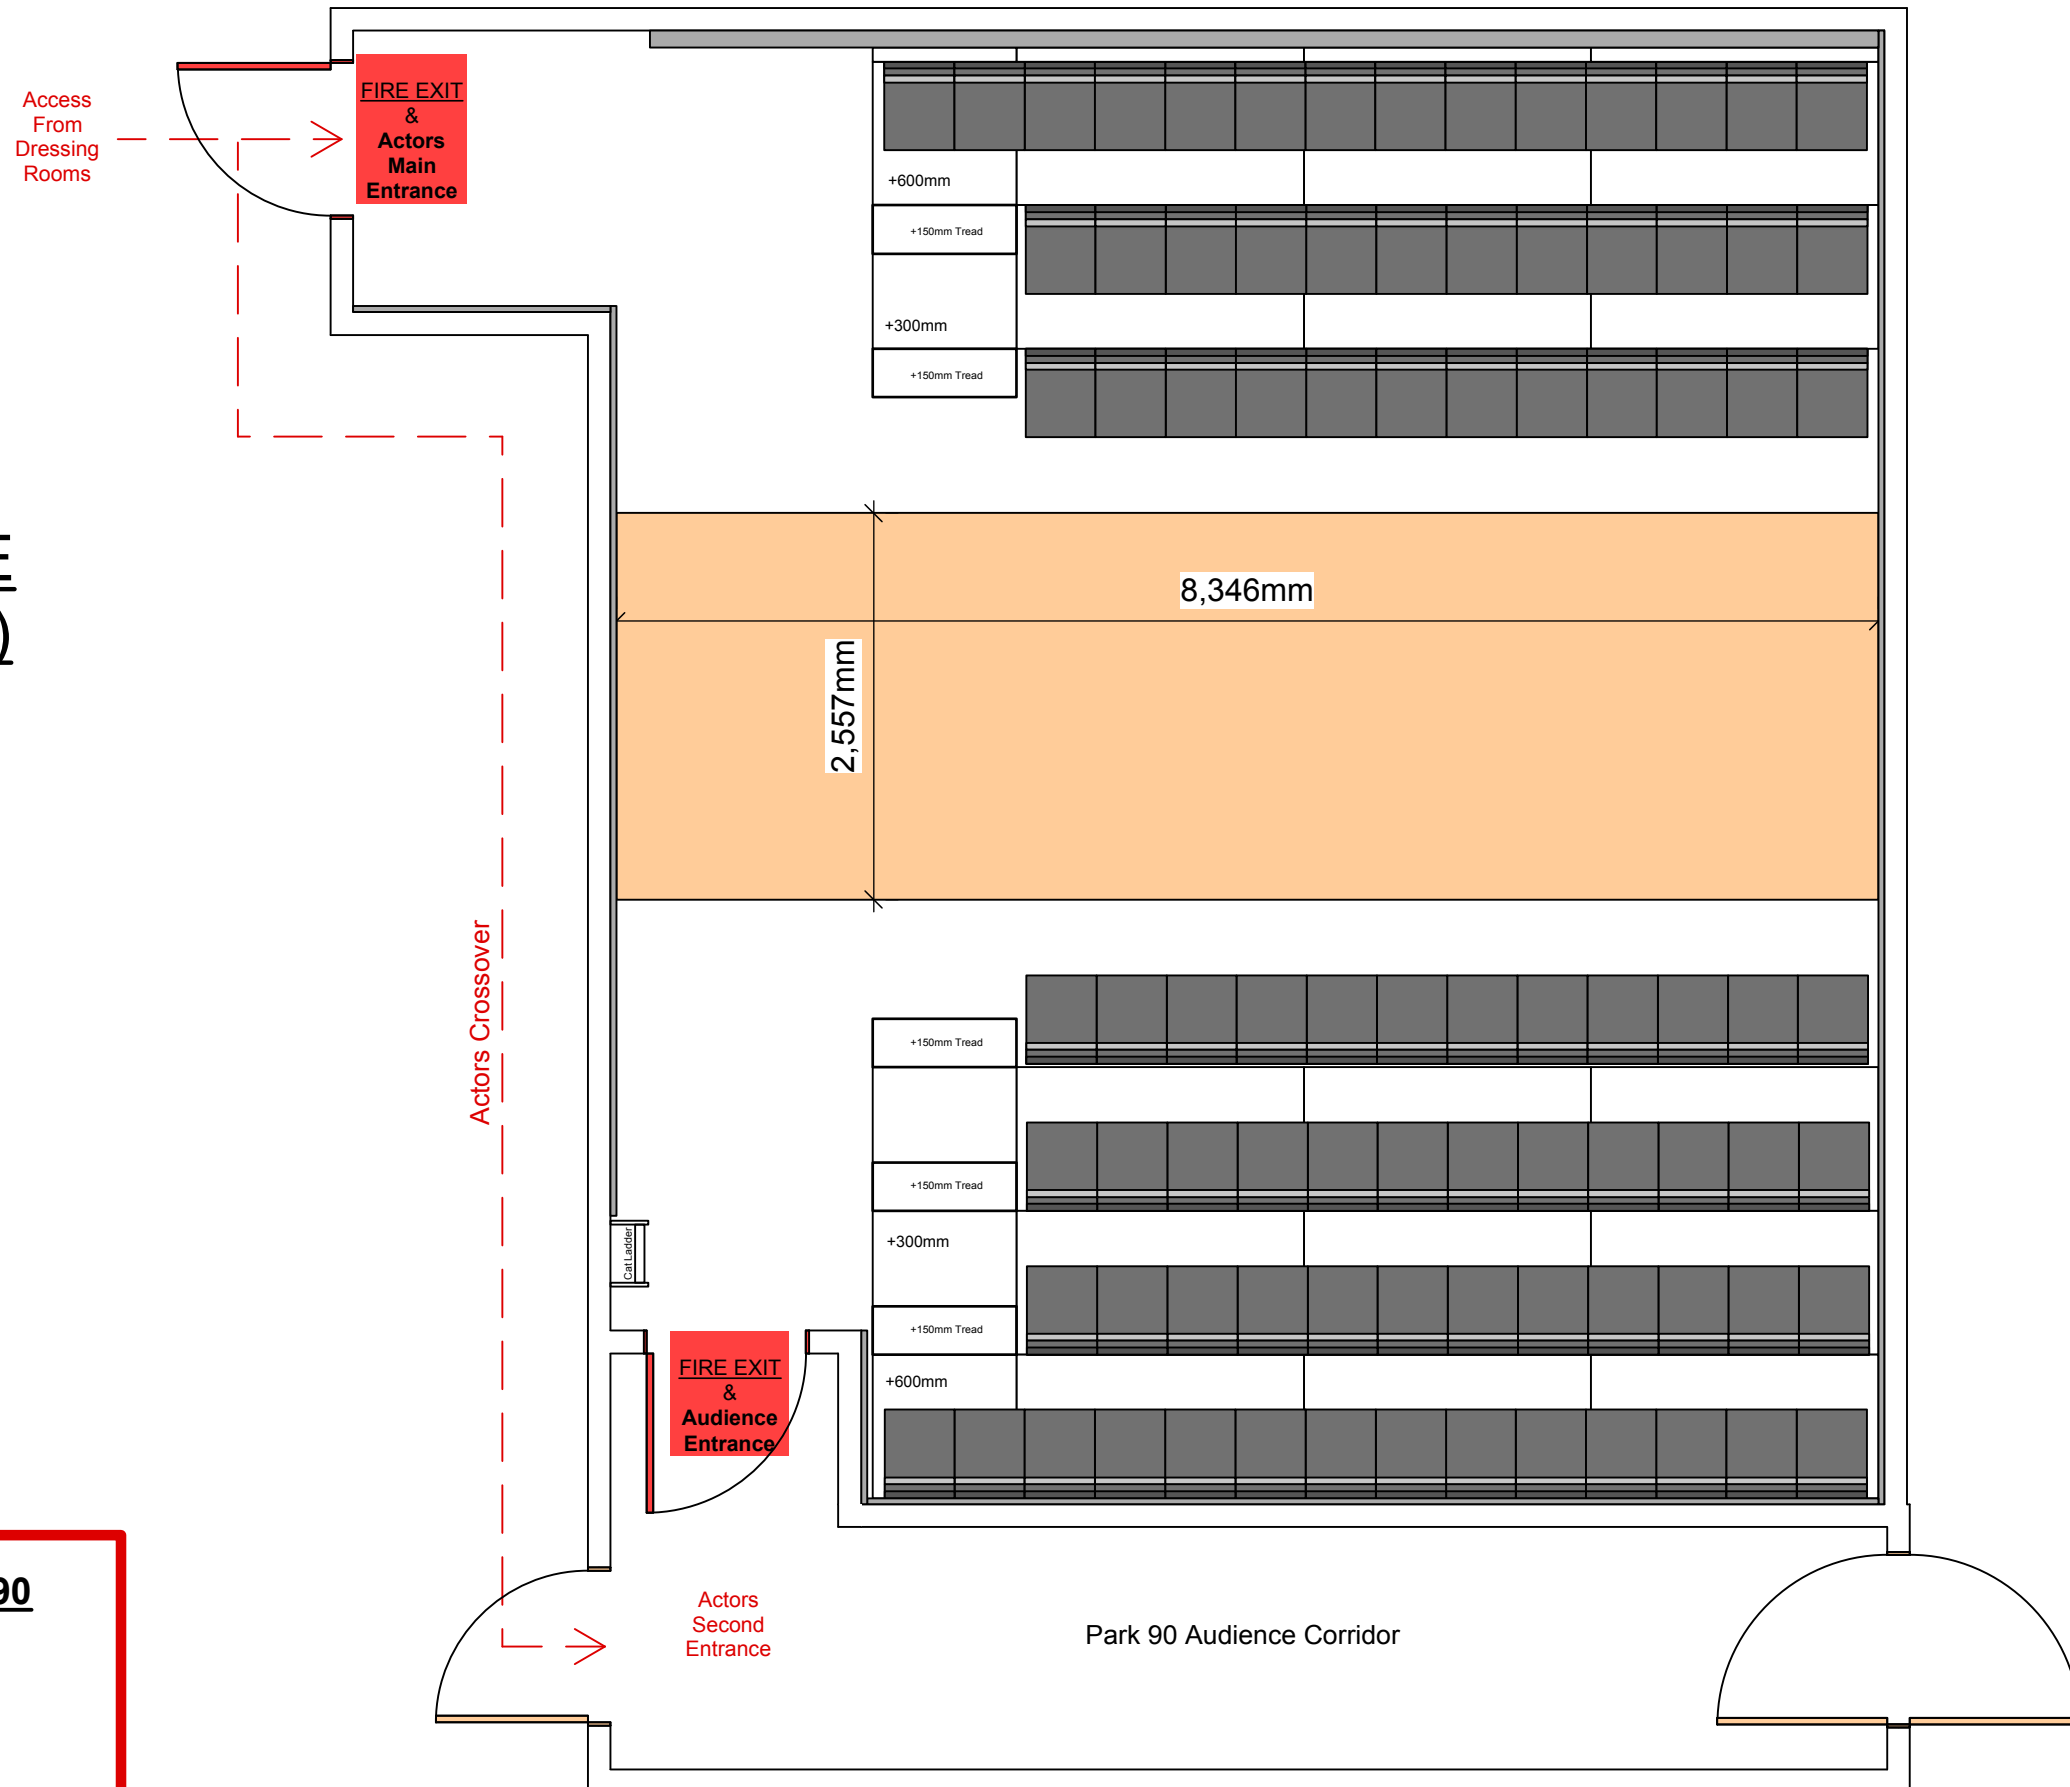 Access
From
Dressing
Rooms
FIRE EXIT
&
Actors
Main
Entrance
+600mm
+150mm Tread
+300mm
+150mm Tread
E
)
8,346mm
2,557mm
Actors Crossover
+150mm Tread
+150mm Tread
Cat Ladder
+300mm
+150mm Tread
FIRE EXIT
&
Audience
Entrance
+600mm
90
Actors
Second
Entrance
Park 90 Audience Corridor